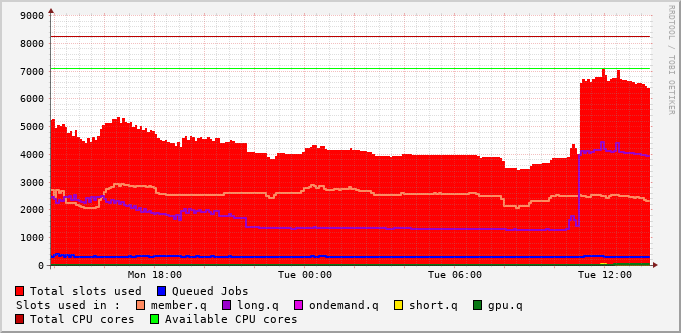 9000
8000
7000
6000
5000
4000
3000
2000
1000
0
Mon 18:00 Tue 00:00 Tue 06:00 Tue 12:00
RRDTOOL / TOBI OETIKER
Total slots used Queued Jobs
Slots used in : member.q long.q ondemand.q short.q gpu.q
Total CPU cores Available CPU cores